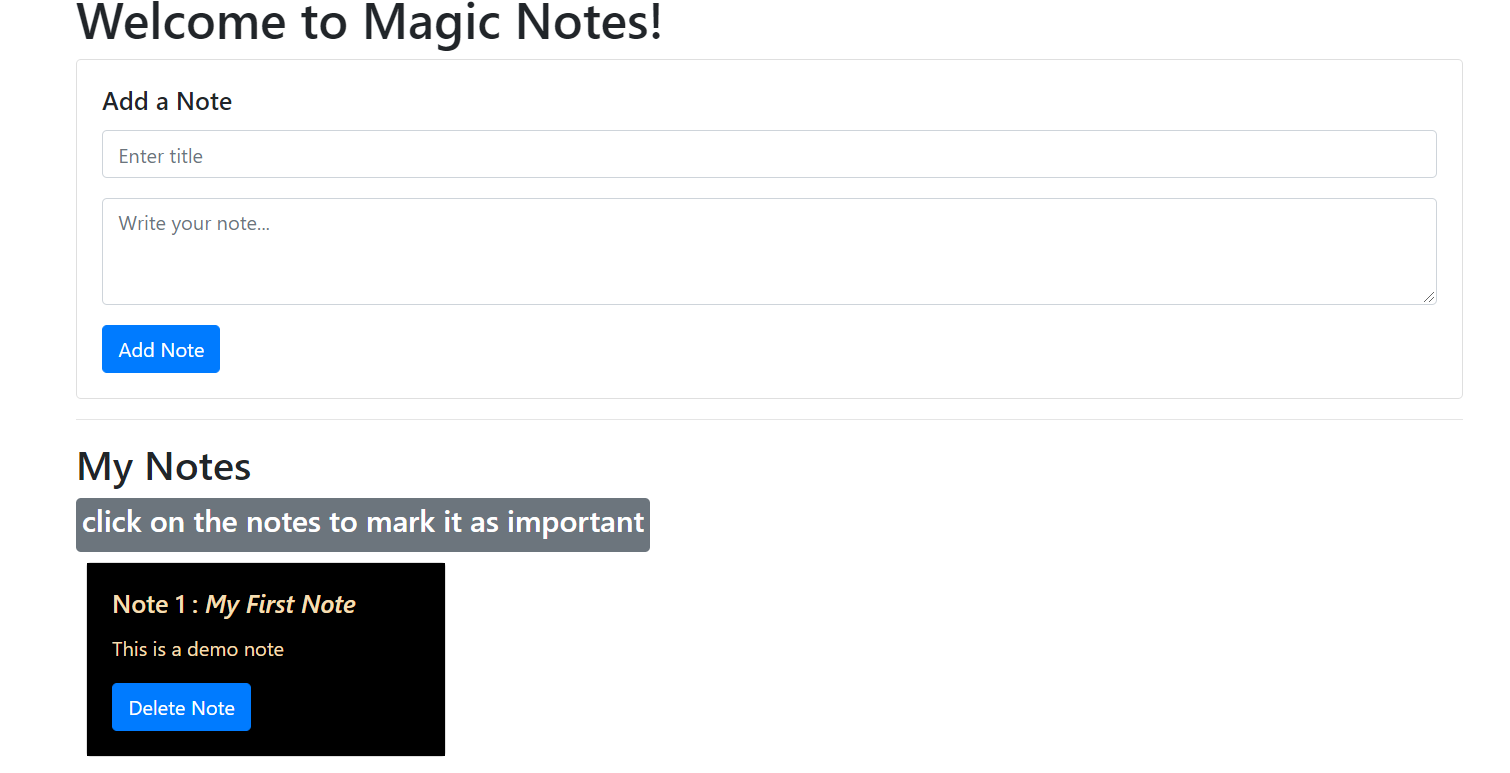 Welcome to Magic Notes!
Add a Note
Enter title
Write your note...
Add Note
My Notes
click on the notes to mark it as important
Note 1 : My First Note
This is a demo note
Delete Note